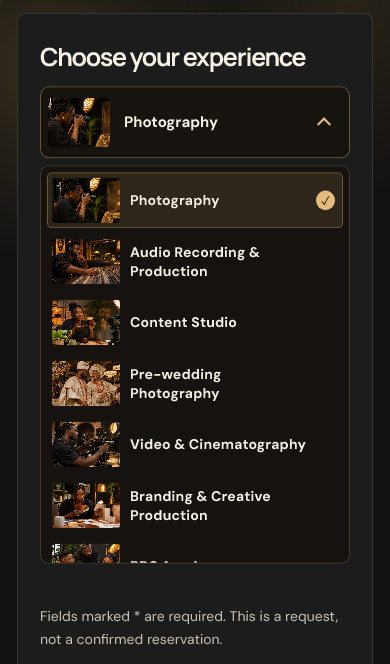 Choose your experience
Photography
Photography
Audio Recording &
Production
Content Studio
Pre-wedding
Photography
Video & Cinematography
Branding & Creative
Production
Fields marked * are required. This is a request,
not a confirmed reservation.